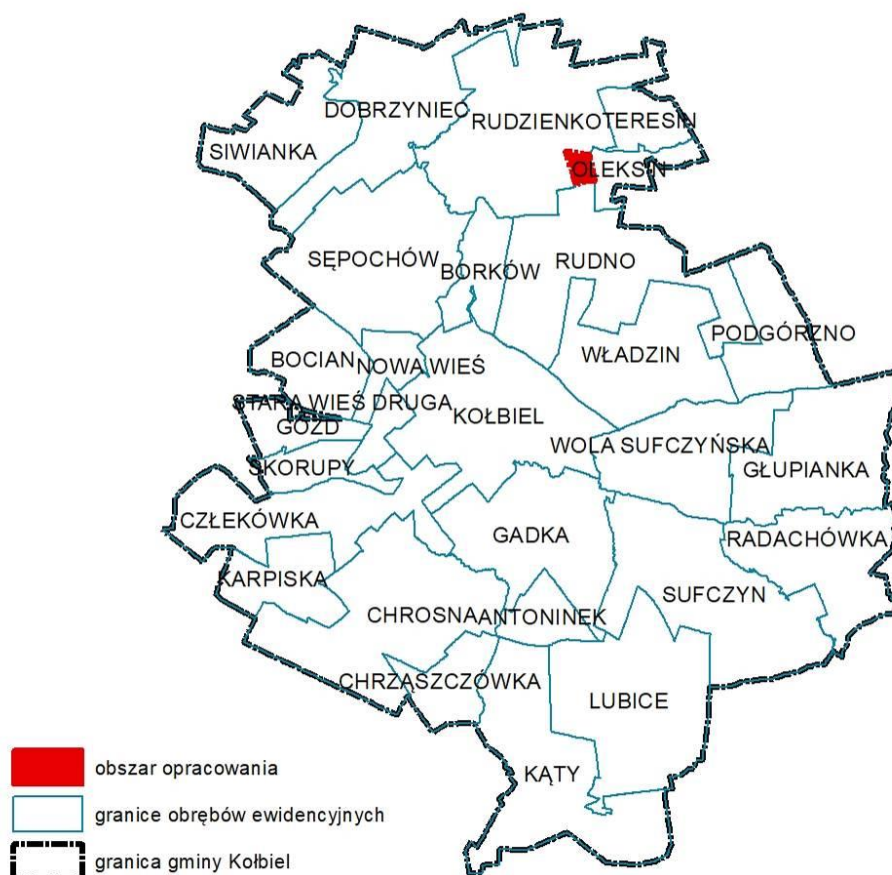 DOBRZYNIEC
RUDZIENKO
TERESIN
SIWIANKA
OLEKSIN
SĘPOCHÓW
BORKÓW
RUDNO
PODGÓRZNO
BOCIAN
NOWA WIEŚ
WŁADZIN
STARA WIEŚ DRUGA
KOŁBIEL
GÓZD
WOLA SUFCZYŃSKA
SKORUPY
GŁUPIANKA
CZŁEKÓWKA
GADKA
RADACHÓWKA
KARPISKA
SUFCZYN
CHROSNA
ANTONINEK
CHRZĄSZCZÓWKA
LUBICE
KĄTY
obszar opracowania
granice obrębów ewidencyjnych
granica gminy Kołbiel